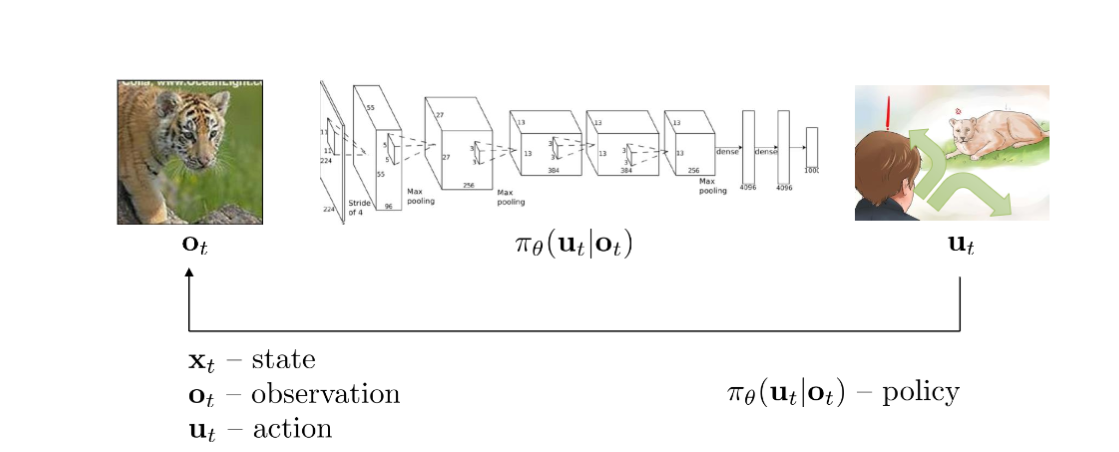 Colla, www.OceanLight.c
11
11
224
224
Stride
of 4
55
55
5
5
96
Max
pooling
27
27
3
3
256
Max
pooling
13
13
3
3
384
13
13
3
3
384
13
13
256
Max
pooling
dense
4096
dense
4096
1000
!
o_t
π_θ(u_t|o_t)
u_t
x_t – state
o_t – observation
u_t – action
π_θ(u_t|o_t) – policy